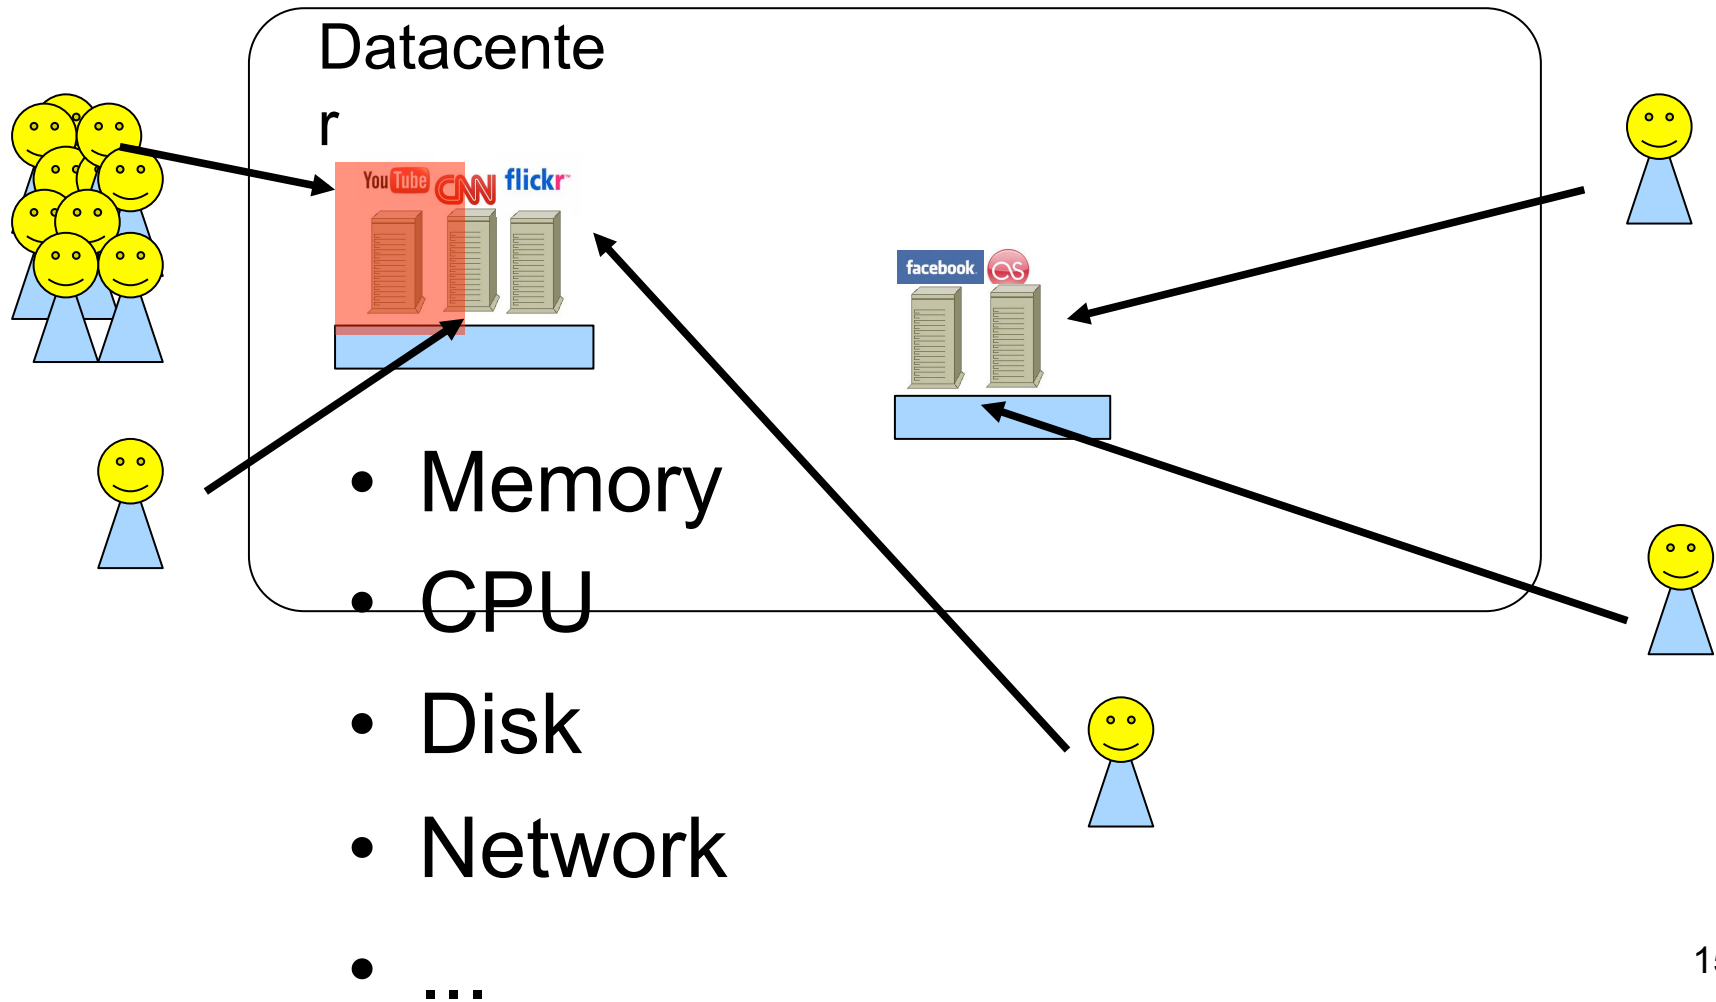 Datacente
r
YouTube CNN flickr
facebook
• Memory
• CPU
• Disk
• Network
• ...